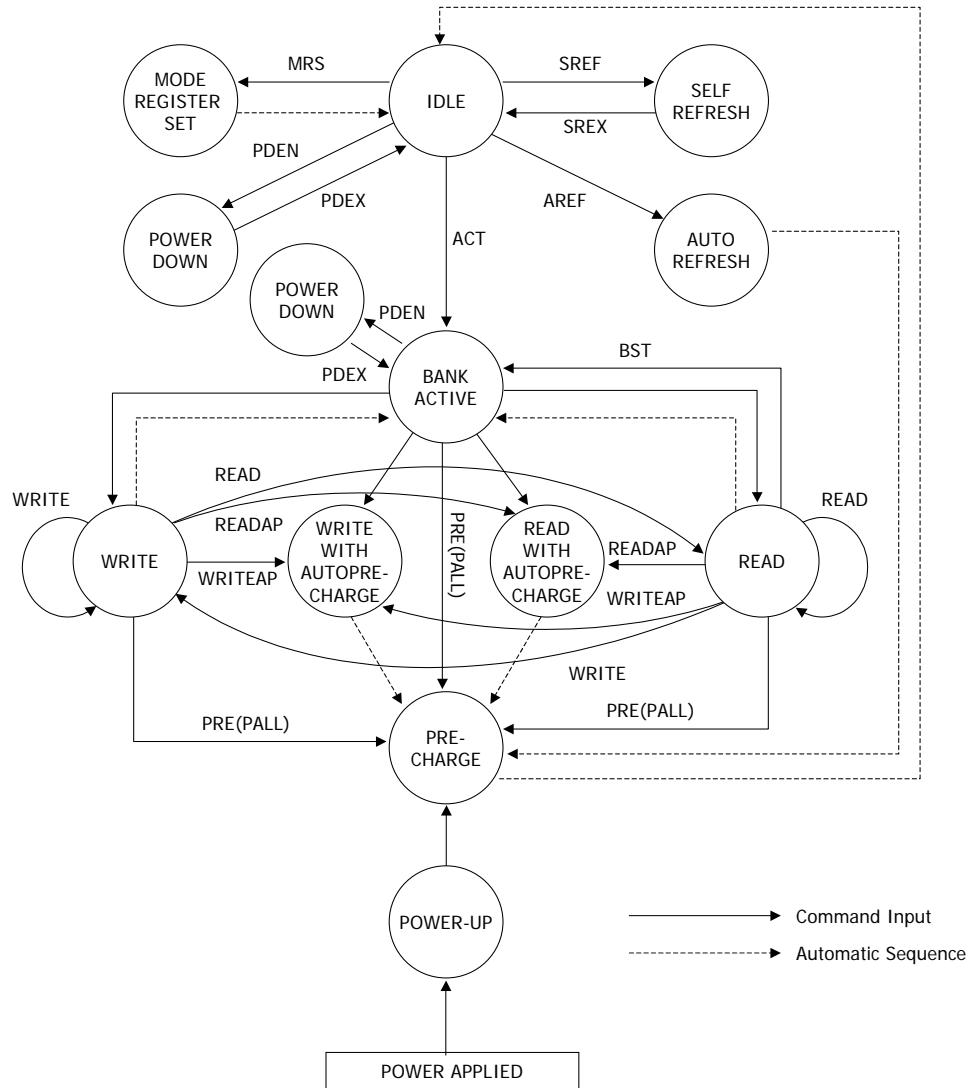 MRS
SREF
MODE
REGISTER
SET
IDLE
SELF
REFRESH
SREX
PDEN
PDEX
AREF
POWER
DOWN
ACT
AUTO
REFRESH
POWER
DOWN
PDEN
PDEX
BST
BANK
ACTIVE
WRITE
READ
READ
READAP
WRITE
WRITEAP
WRITE
WITH
AUTOPRE-
CHARGE
PRE(PALL)
READ
WITH
AUTOPRE-
CHARGE
READAP
READ
WRITEAP
WRITE
PRE(PALL)
PRE(PALL)
PRE-
CHARGE
POWER-UP
Command Input
Automatic Sequence
POWER APPLIED